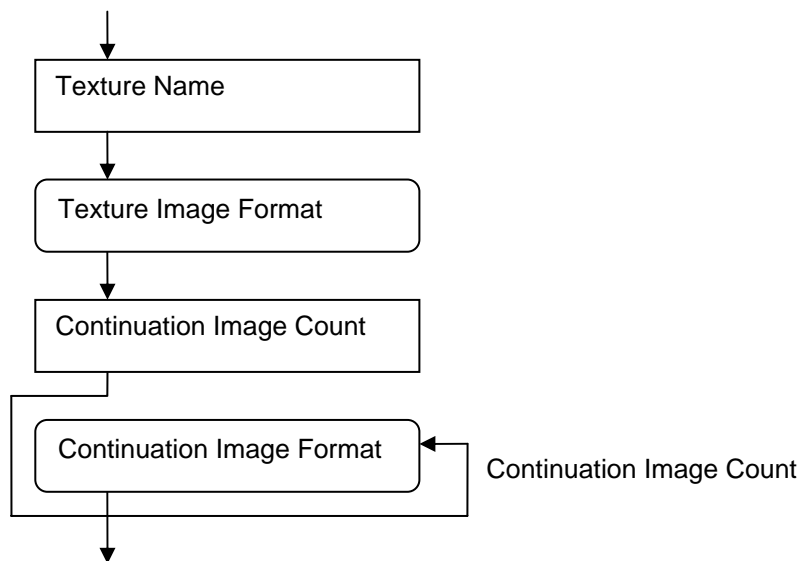 Texture Name
Texture Image Format
Continuation Image Count
Continuation Image Format
Continuation Image Count